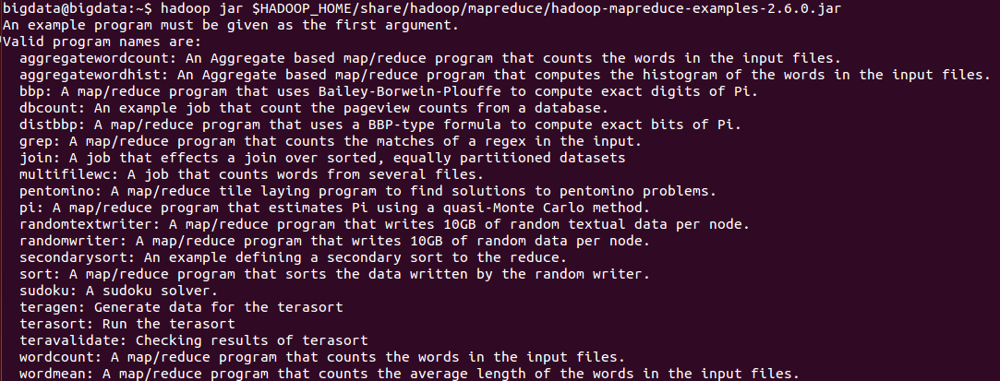 bigdata@bigdata:~$ hadoop jar $HADOOP_HOME/share/hadoop/mapreduce/hadoop-mapreduce-examples-2.6.0.jar
An example program must be given as the first argument.
Valid program names are:
  aggregatewordcount: An Aggregate based map/reduce program that counts the words in the input files.
  aggregatewordhist: An Aggregate based map/reduce program that computes the histogram of the words in the input files.
  bbp: A map/reduce program that uses Bailey-Borwein-Plouffe to compute exact digits of Pi.
  dbcount: An example job that count the pageview counts from a database.
  distbbp: A map/reduce program that uses a BBP-type formula to compute exact bits of Pi.
  grep: A map/reduce program that counts the matches of a regex in the input.
  join: A job that effects a join over sorted, equally partitioned datasets
  multifilewc: A job that counts words from several files.
  pentomino: A map/reduce tile laying program to find solutions to pentomino problems.
  pi: A map/reduce program that estimates Pi using a quasi-Monte Carlo method.
  randomtextwriter: A map/reduce program that writes 10GB of random textual data per node.
  randomwriter: A map/reduce program that writes 10GB of random data per node.
  secondarysort: An example defining a secondary sort to the reduce.
  sort: A map/reduce program that sorts the data written by the random writer.
  sudoku: A sudoku solver.
  teragen: Generate data for the terasort
  terasort: Run the terasort
  teravalidate: Checking results of terasort
  wordcount: A map/reduce program that counts the words in the input files.
  wordmean: A map/reduce program that counts the average length of the words in the input files.